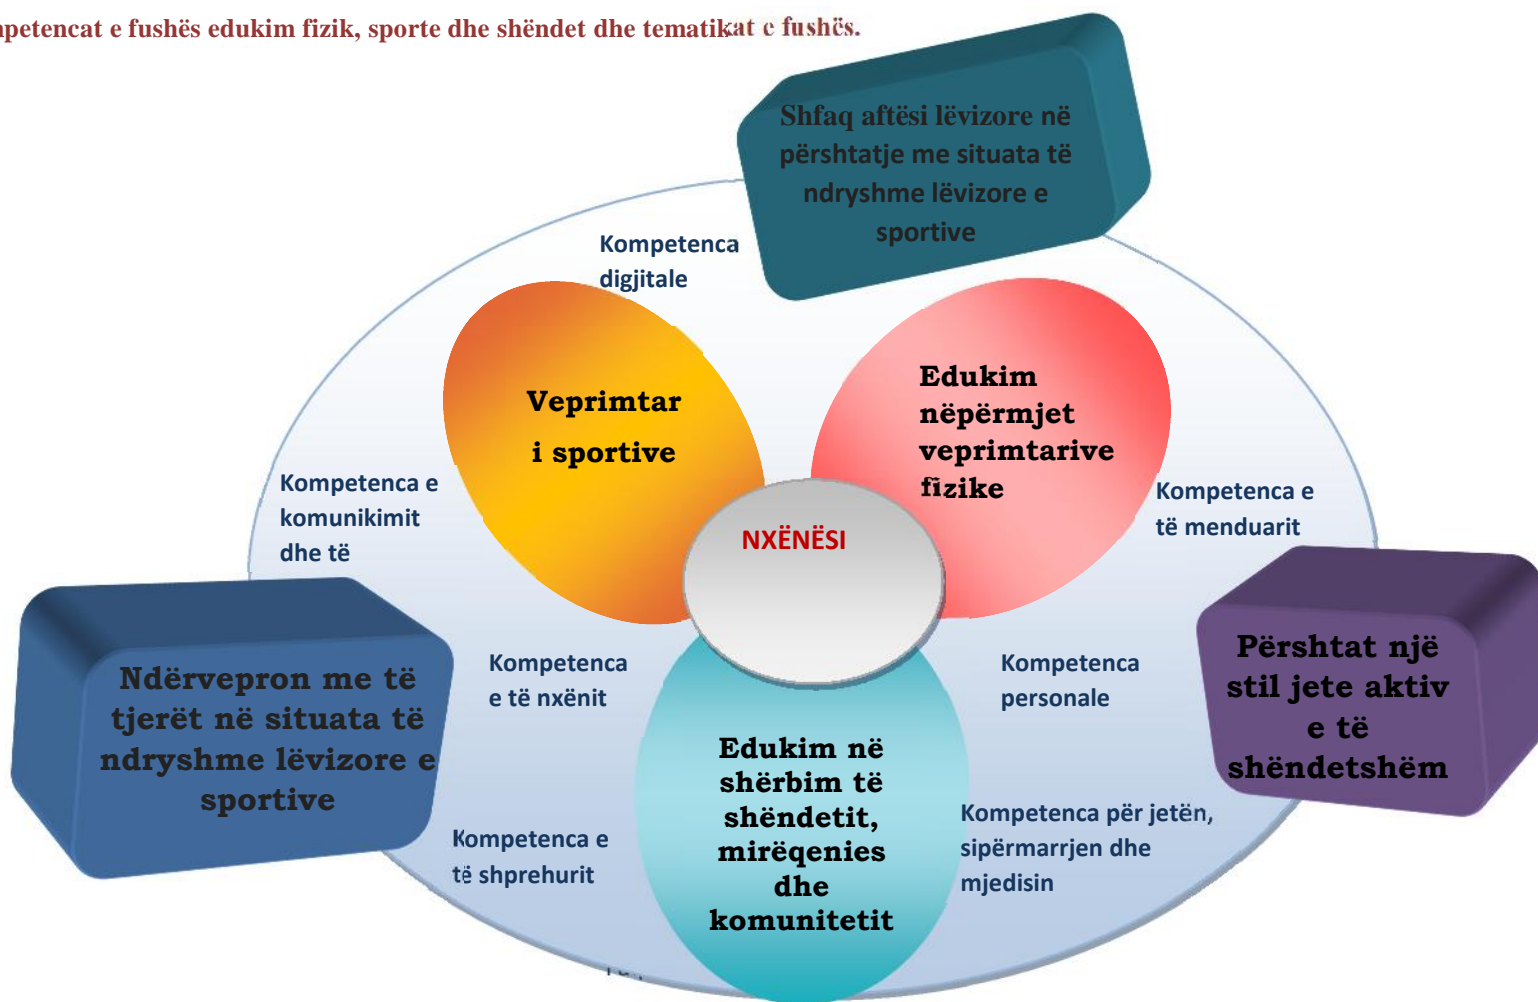 mpetencat e fushës edukim fizik, sporte dhe shëndet dhe tematikat e fushës.
Shfaq aftësi lëvizore në
përshtatje me situata të
ndryshme lëvizore e
sportive
Kompetenca
digjitale
Veprimtar
i sportive
Edukim
nëpërmjet
veprimtarive
fizike
Kompetenca e
komunikimit
dhe të
Kompetenca e
të menduarit
NXËNËSI
Ndërvepron me të
tjerët në situata të
ndryshme lëvizore e
sportive
Kompetenca
e të nxënit
Kompetenca
personale
Përshtat një
stil jete aktiv
e të
shëndetshëm
Edukim në
shërbim të
shëndetit,
mirëqenies
dhe
komunitetit
Kompetenca e
të shprehurit
Kompetenca për jetën,
sipërmarrjen dhe
mjedisin